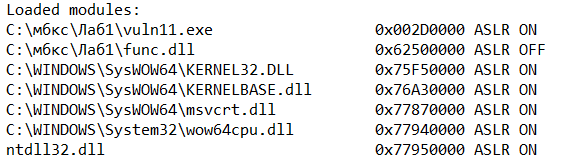 Loaded modules:
C:\мбкс\Лаб1\vuln11.exe 0x002D0000 ASLR ON
C:\мбкс\Лаб1\func.dll 0x62500000 ASLR OFF
C:\WINDOWS\SysWOW64\KERNEL32.DLL 0x75F50000 ASLR ON
C:\WINDOWS\SysWOW64\KERNELBASE.dll 0x76A30000 ASLR ON
C:\WINDOWS\SysWOW64\msvcrt.dll 0x77870000 ASLR ON
C:\WINDOWS\System32\wow64cpu.dll 0x77940000 ASLR ON
ntdll32.dll 0x77950000 ASLR ON